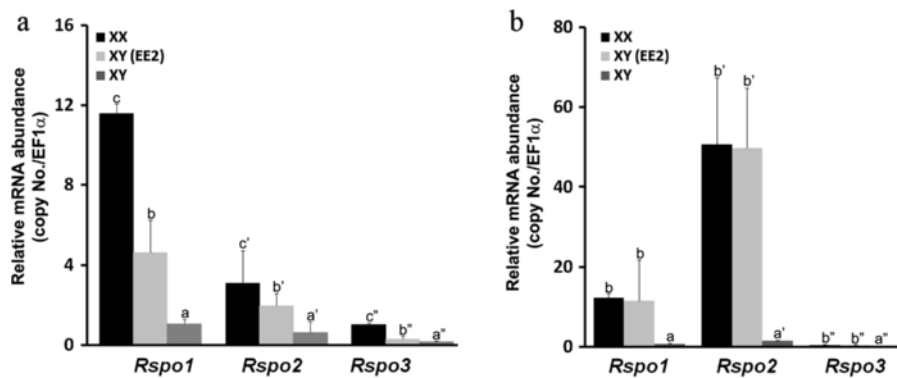 a
Relative mRNA abundance
(copy No./EF1α)
16
12
8
4
0
XX
XY (EE2)
XY
c
b
a
c'
b'
a'
c"
b"
a"
Rspo1
Rspo2
Rspo3
b
Relative mRNA abundance
(copy No./EF1α)
80
60
40
20
0
XX
XY (EE2)
XY
b
b
a
b'
b'
a'
b"
b"
a"
Rspo1
Rspo2
Rspo3